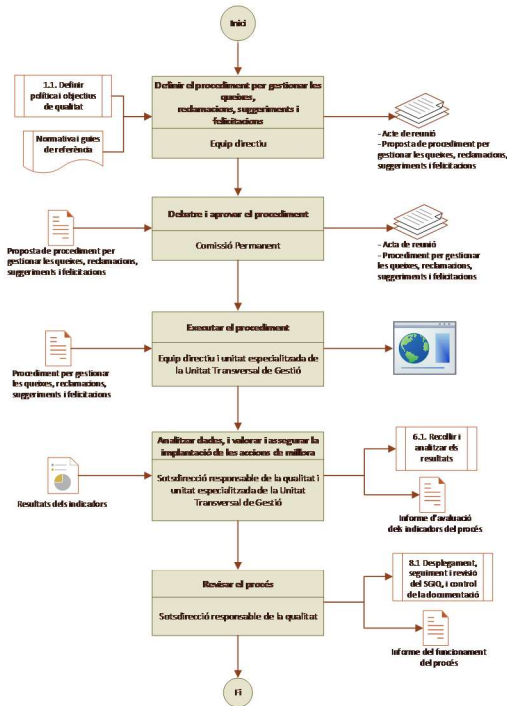 Inici
1.1. Definir
política i objectius
de qualitat
Normativa i guies
de referència
Definir el procediment per gestionar les
queixes,
reclamacions, suggeriments i
felicitacions
Equip directiu
- Acte de reunió
- Proposta de procediment per
gestionar les queixes, reclamacions,
suggeriments i felicitacions
Proposta de procediment per
gestionar les queixes, reclamacions,
suggeriments i felicitacions
Debatre i aprovar el procediment
Comissió Permanent
- Acta de reunió
- Procediment per gestionar
les queixes, reclamacions,
suggeriments i felicitacions
Procediment per gestionar
les queixes, reclamacions,
suggeriments i felicitacions
Executar el procediment
Equip directiu i unitat especialitzada de
la Unitat Transversal de Gestió
Resultats dels indicadors
Analitzar dades, i valorar i assegurar la
implantació de les accions de millora
Sotsdirecció responsable de la qualitat i
unitat especialitzada de la Unitat
Transversal de Gestió
6.1. Recollir i
analitzar els
resultats
Informe d'avaluació
dels indicadors del procés
Revisar el procés
Sotsdirecció responsable de la qualitat
8.1 Desplegament,
seguiment i revisió
del SGIQ, i control
de la documentació
Informe del funcionament
del procés
Fi